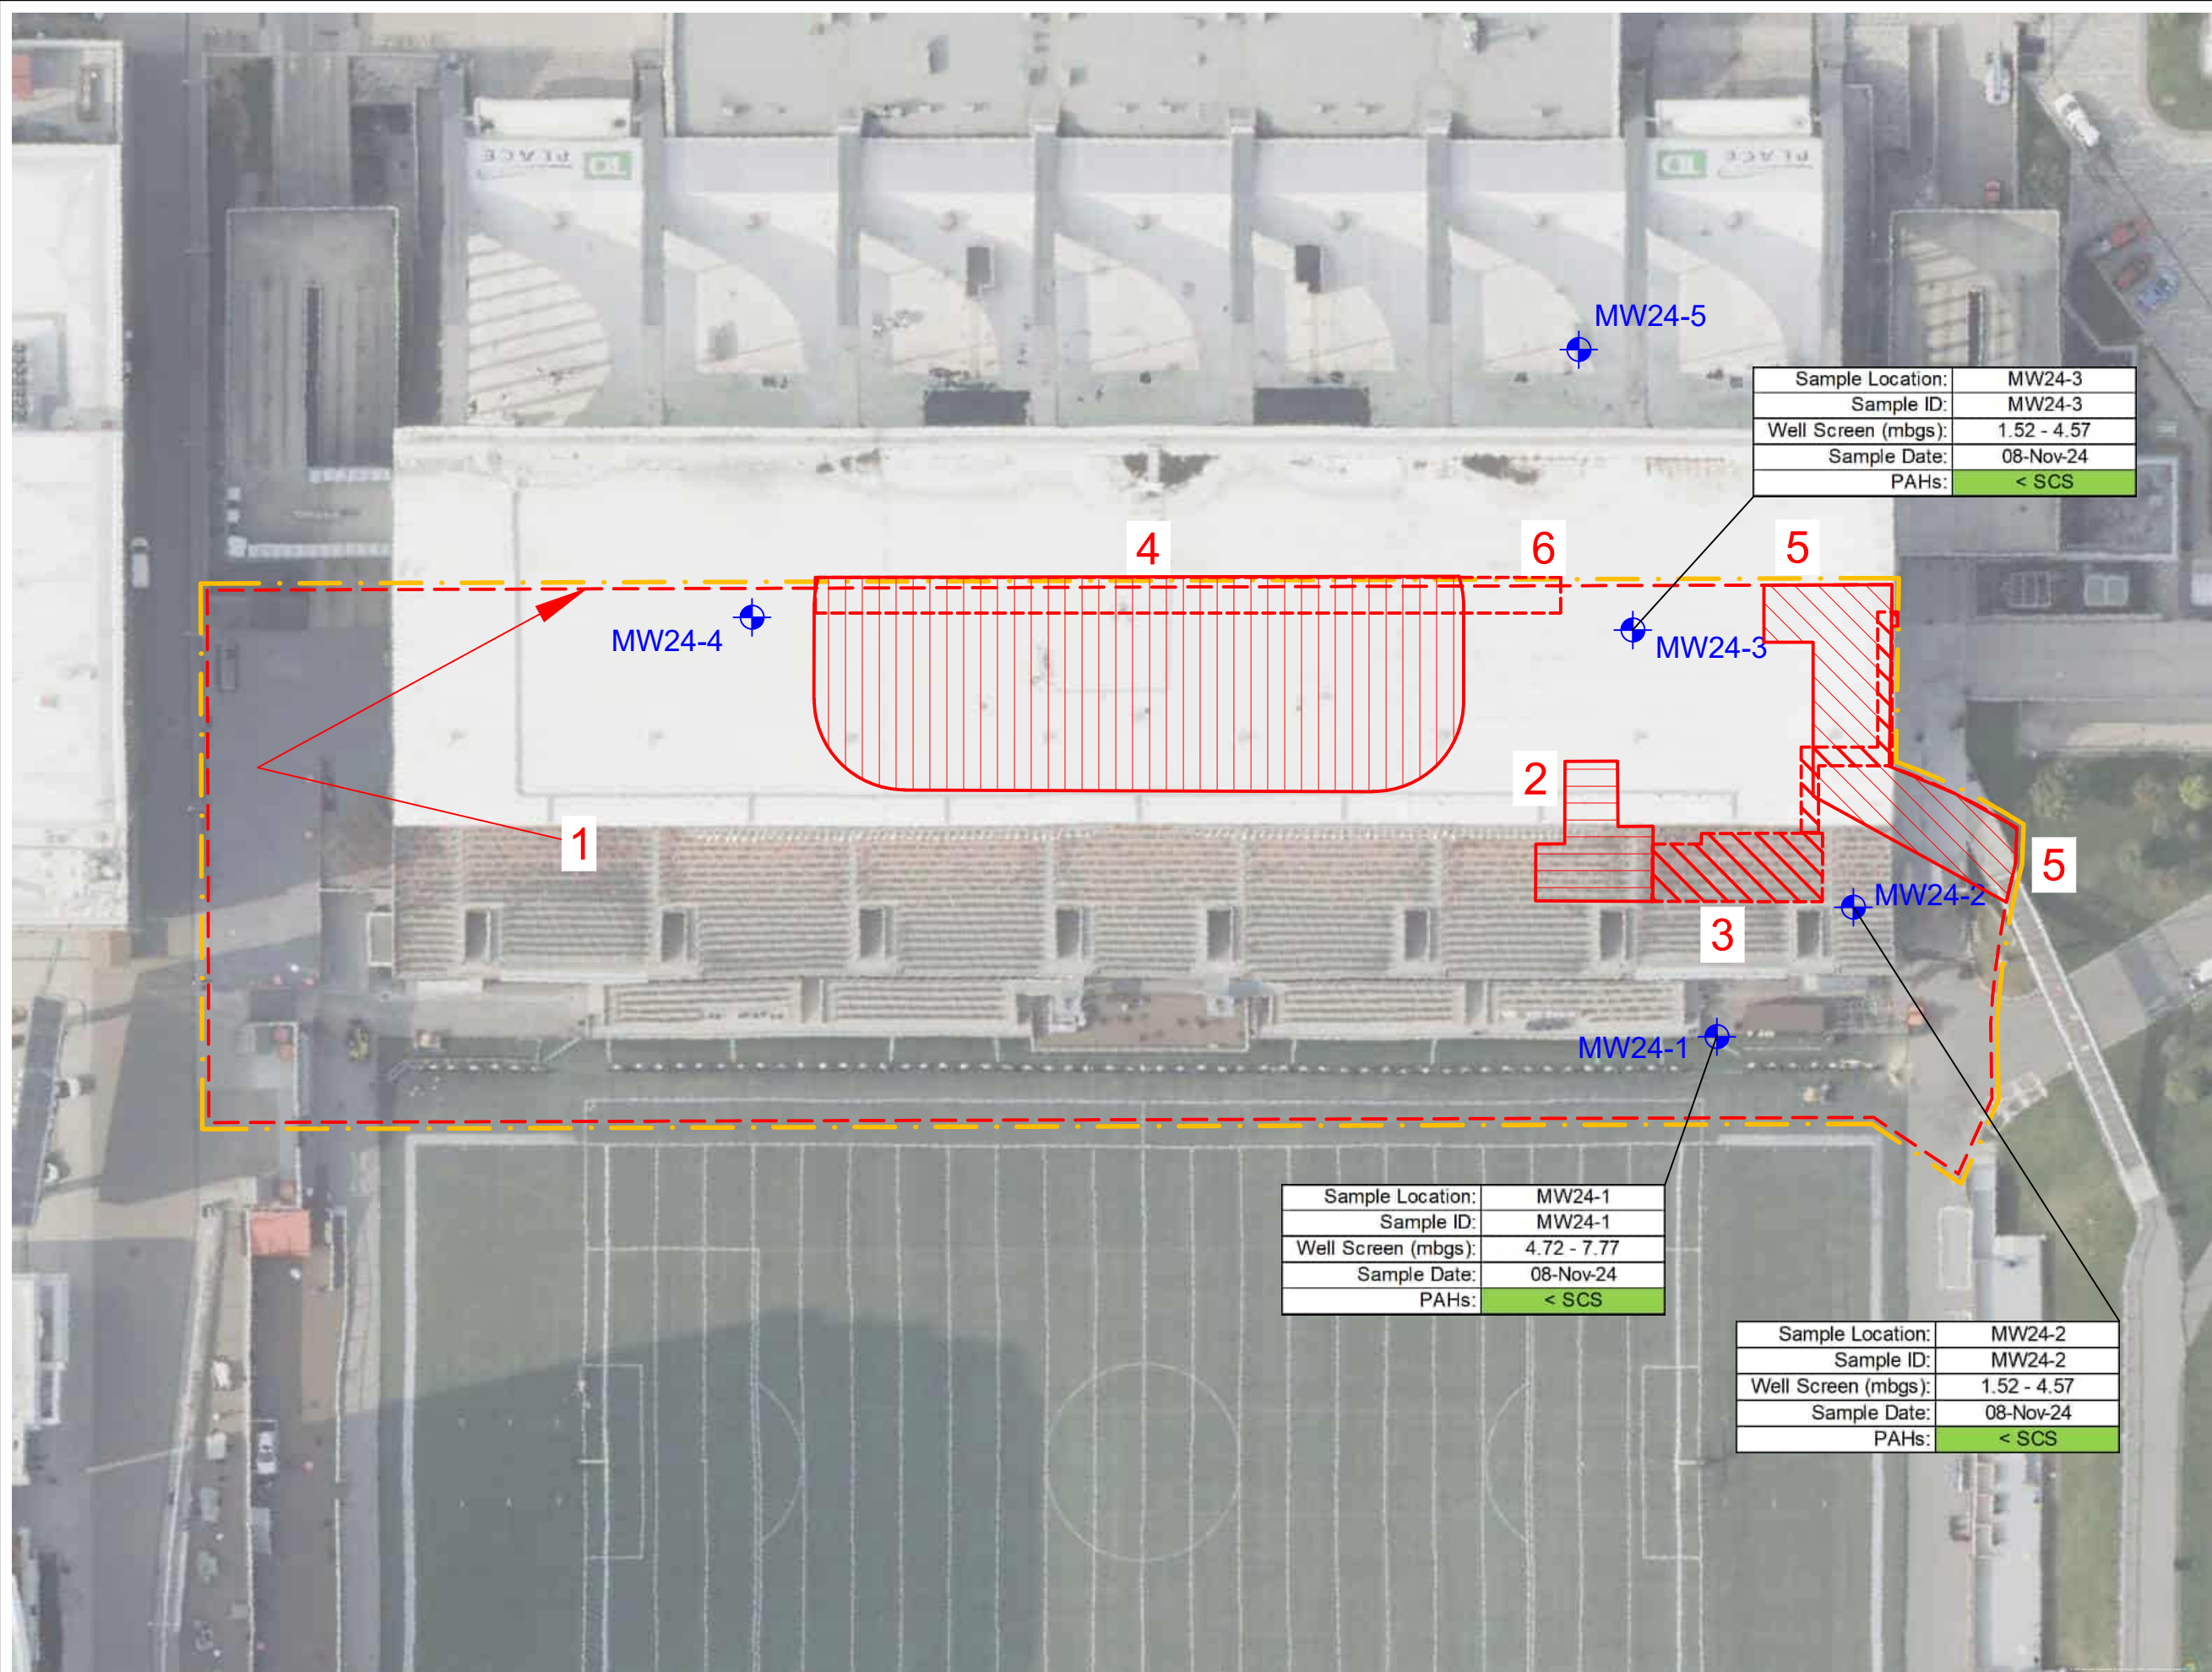 PLACE TD
TD PLACE
MW24-5
Sample Location: MW24-3
Sample ID: MW24-3
Well Screen (mbgs): 1.52 - 4.57
Sample Date: 08-Nov-24
PAHs: < SCS
4
6
5
MW24-4
MW24-3
2
1
5
MW24-2
3
MW24-1
Sample Location: MW24-1
Sample ID: MW24-1
Well Screen (mbgs): 4.72 - 7.77
Sample Date: 08-Nov-24
PAHs: < SCS
Sample Location: MW24-2
Sample ID: MW24-2
Well Screen (mbgs): 1.52 - 4.57
Sample Date: 08-Nov-24
PAHs: < SCS